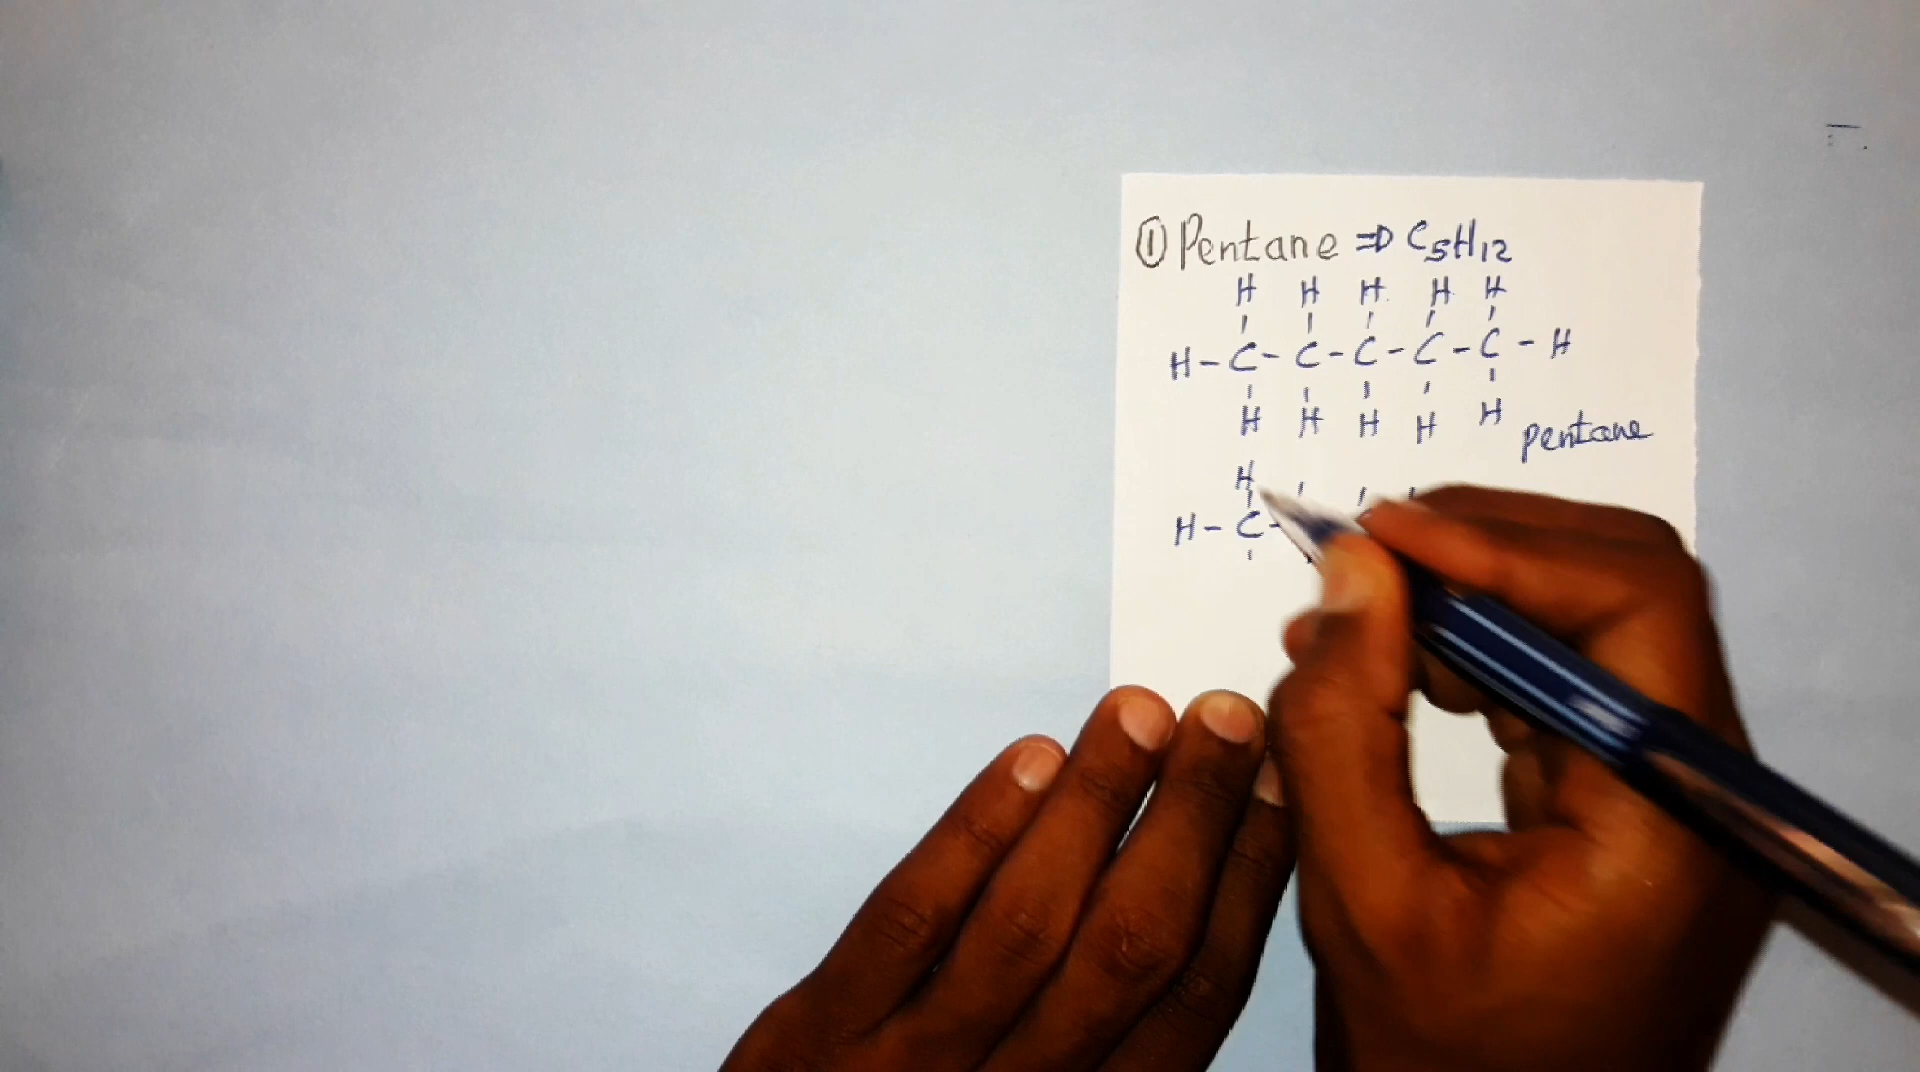 ① Pentane ⇒ C5H12
H H H H H
H-C-C-C-C-C-H
H H H H H
pentane
H
H-C-